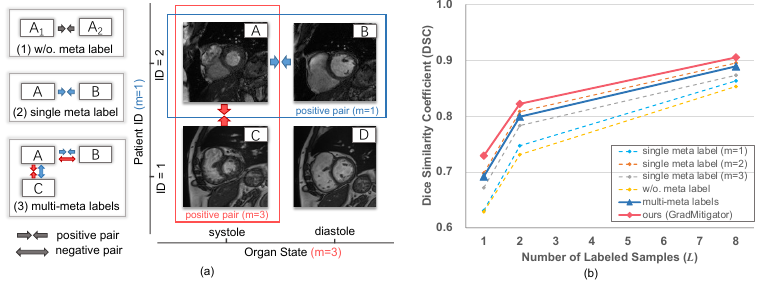 A₁ A₂
(1) w/o. meta label
A B
(2) single meta label
A B
C
(3) multi-meta labels
positive pair
negative pair
Patient ID (m=1)
ID = 2
ID = 1
A
B
positive pair (m=1)
C
D
positive pair (m=3)
systole diastole
Organ State (m=3)
(a)
Dice Similarity Coefficient (DSC)
1.0
0.9
0.8
0.7
0.6
single meta label (m=1)
single meta label (m=2)
single meta label (m=3)
w/o. meta label
multi-meta labels
ours (GradMitigator)
1 2 3 4 5 6 7 8
Number of Labeled Samples (L)
(b)